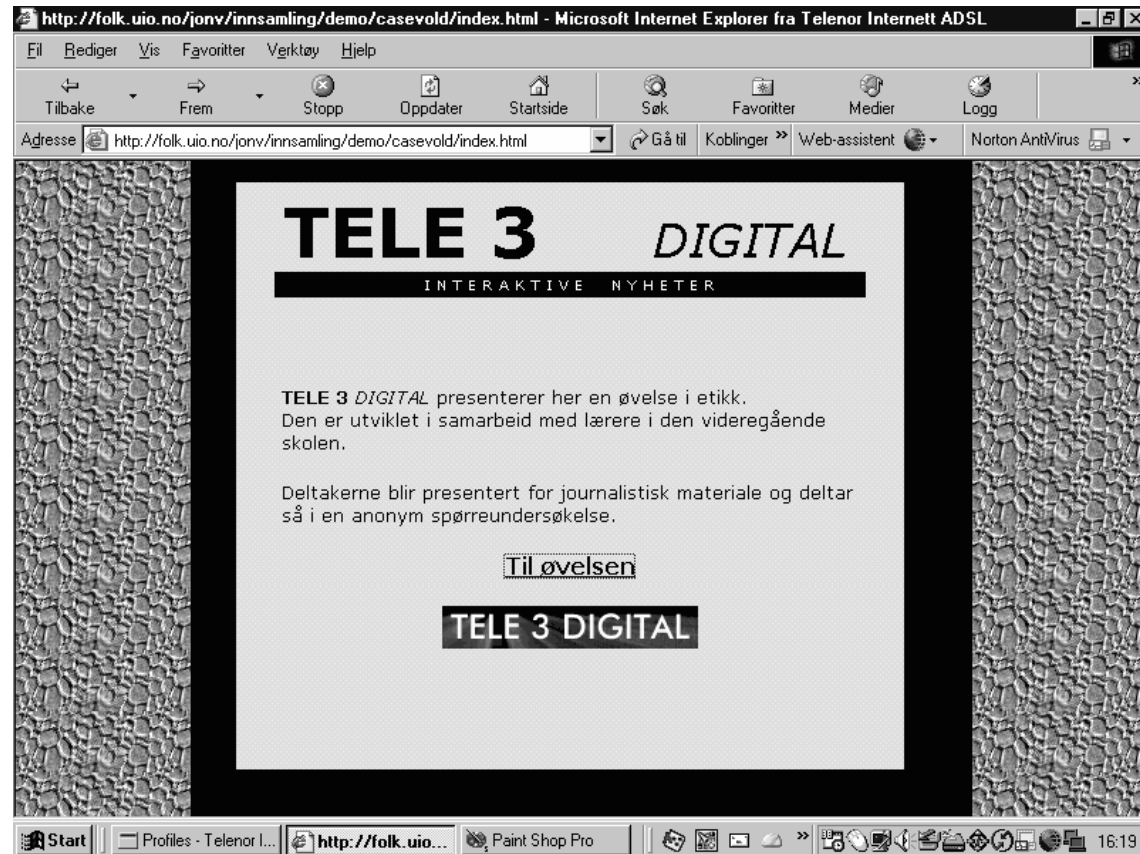 http://folk.uio.no/jonv/innsamling/demo/casevold/index.html - Microsoft Internet Explorer fra Telenor Internett ADSL
Fil Rediger Vis Favoritter Verktøy Hjelp
Tilbake Frem Stopp Oppdater Startside Søk Favoritter Medier Logg »
Adresse http://folk.uio.no/jonv/innsamling/demo/casevold/index.html Gå til Koblinger » Web-assistent Norton AntiVirus
TELE 3 DIGITAL
INTERAKTIVE NYHETER
TELE 3 DIGITAL presenterer her en øvelse i etikk.
Den er utviklet i samarbeid med lærere i den videregående
skolen.
Deltakerne blir presentert for journalistisk materiale og deltar
så i en anonym spørreundersøkelse.
Til øvelsen
TELE 3 DIGITAL
Start Profiles - Telenor I... http://folk.uio... Paint Shop Pro » 16:19